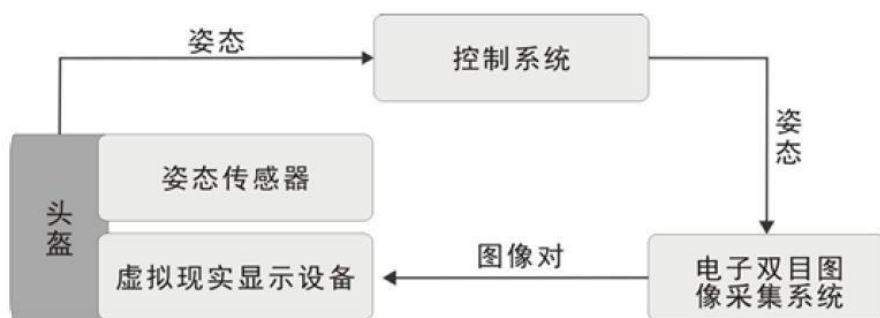 姿态
控制系统
姿态
头盔
姿态传感器
虚拟现实显示设备
图像对
电子双目图
像采集系统